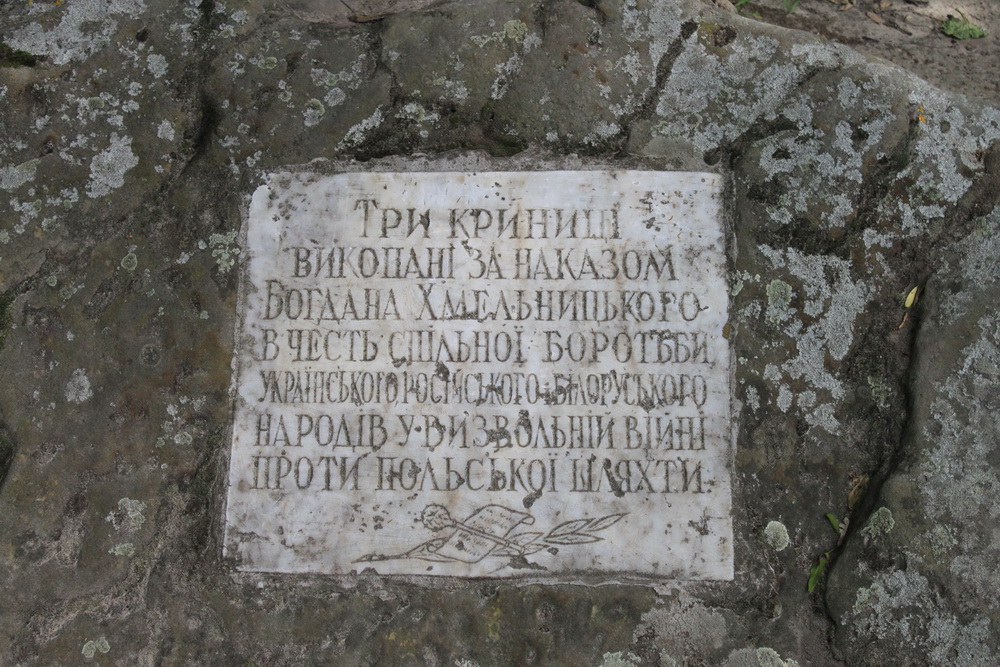 Три криниці
викопані за наказом
Богдана Хмельницького
в честь спільної боротьби
українського російського і білоруського
народів у визвольній війні
проти польської шляхти.